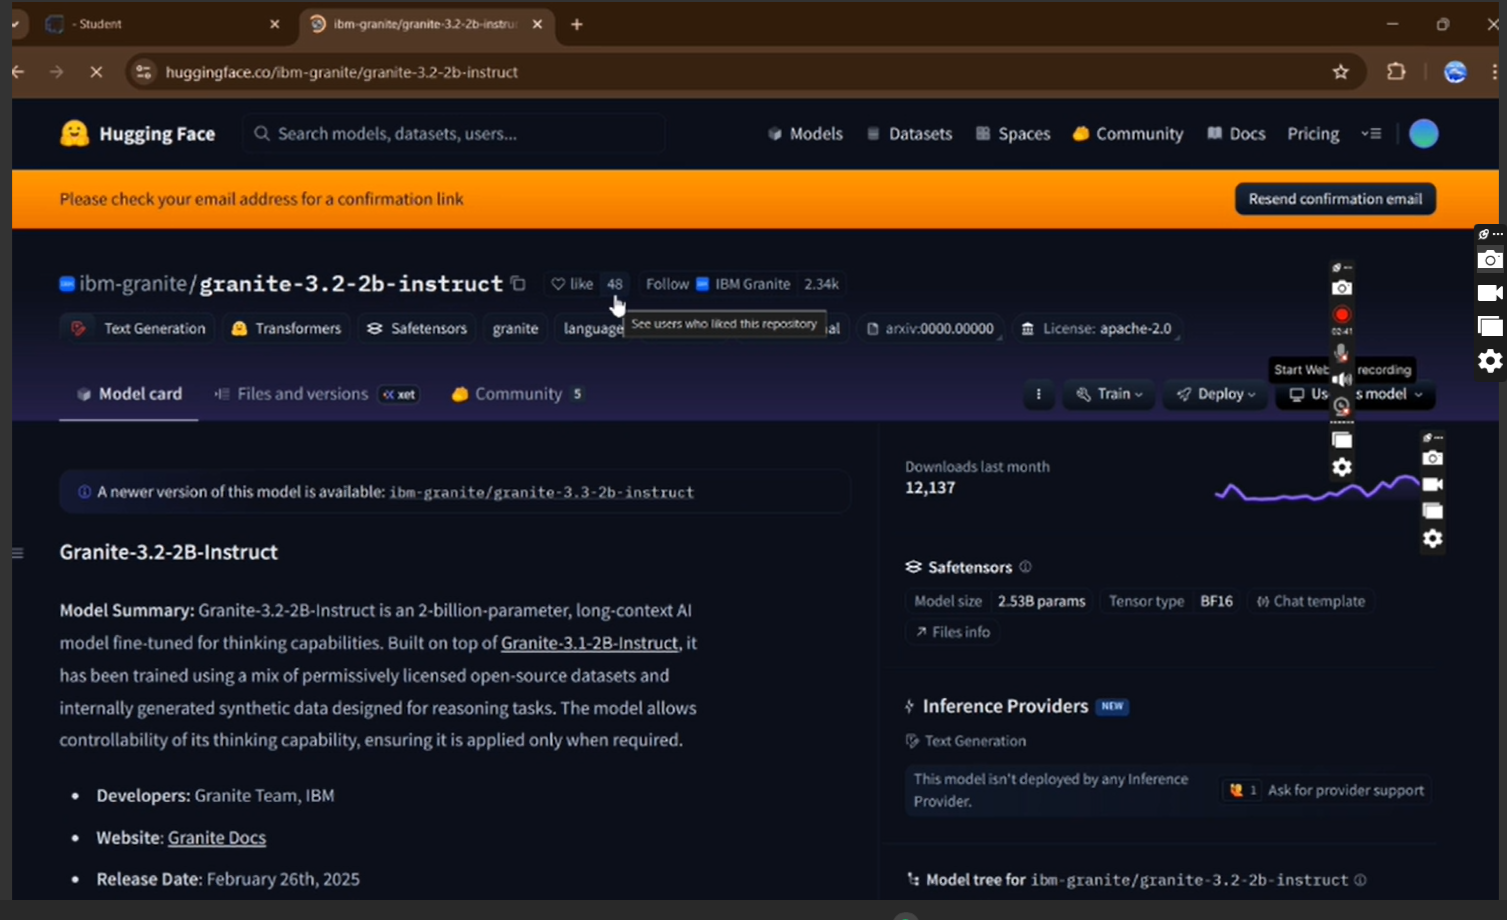 - Student
ibm-granite/granite-3.2-2b-instru
huggingface.co/ibm-granite/granite-3.2-2b-instruct
Hugging Face
Search models, datasets, users...
Models
Datasets
Spaces
Community
Docs
Pricing
Please check your email address for a confirmation link
Resend confirmation email
ibm-granite/granite-3.2-2b-instruct
like 48
Follow IBM Granite 2.34k
Text Generation
Transformers
Safetensors
granite
language
See users who liked this repository
al
arxiv:0000.00000
License: apache-2.0
02:41
Start Web recording
Model card
Files and versions xet
Community 5
Train
Deploy
Us s model
A newer version of this model is available: ibm-granite/granite-3.3-2b-instruct
Granite-3.2-2B-Instruct
Model Summary: Granite-3.2-2B-Instruct is an 2-billion-parameter, long-context AI
model fine-tuned for thinking capabilities. Built on top of Granite-3.1-2B-Instruct, it
has been trained using a mix of permissively licensed open-source datasets and
internally generated synthetic data designed for reasoning tasks. The model allows
controllability of its thinking capability, ensuring it is applied only when required.
• Developers: Granite Team, IBM
• Website: Granite Docs
• Release Date: February 26th, 2025
Downloads last month
12,137
Safetensors
Model size 2.53B params
Tensor type BF16
Chat template
Files info
Inference Providers NEW
Text Generation
This model isn't deployed by any Inference
Provider.
1 Ask for provider support
Model tree for ibm-granite/granite-3.2-2b-instruct